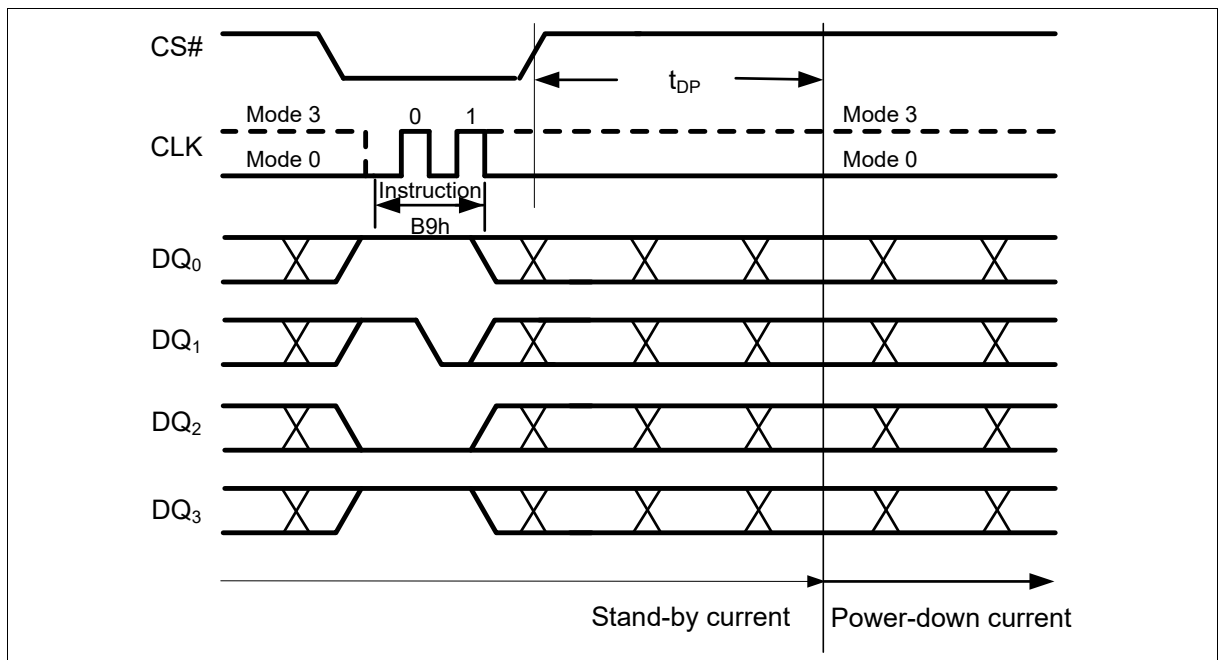 CS#
tDP
Mode 3 0 1 Mode 3
CLK
Mode 0 Mode 0
Instruction
B9h
DQ0
DQ1
DQ2
DQ3
Stand-by current Power-down current